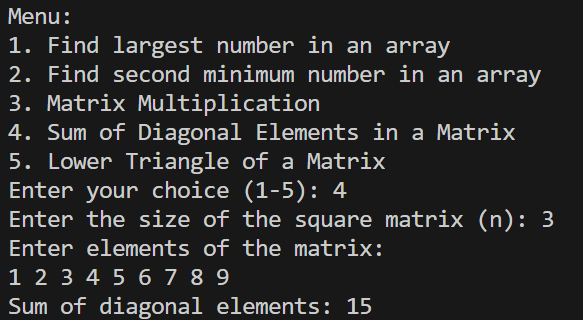 Menu:
1. Find largest number in an array
2. Find second minimum number in an array
3. Matrix Multiplication
4. Sum of Diagonal Elements in a Matrix
5. Lower Triangle of a Matrix
Enter your choice (1-5): 4
Enter the size of the square matrix (n): 3
Enter elements of the matrix:
1 2 3 4 5 6 7 8 9
Sum of diagonal elements: 15